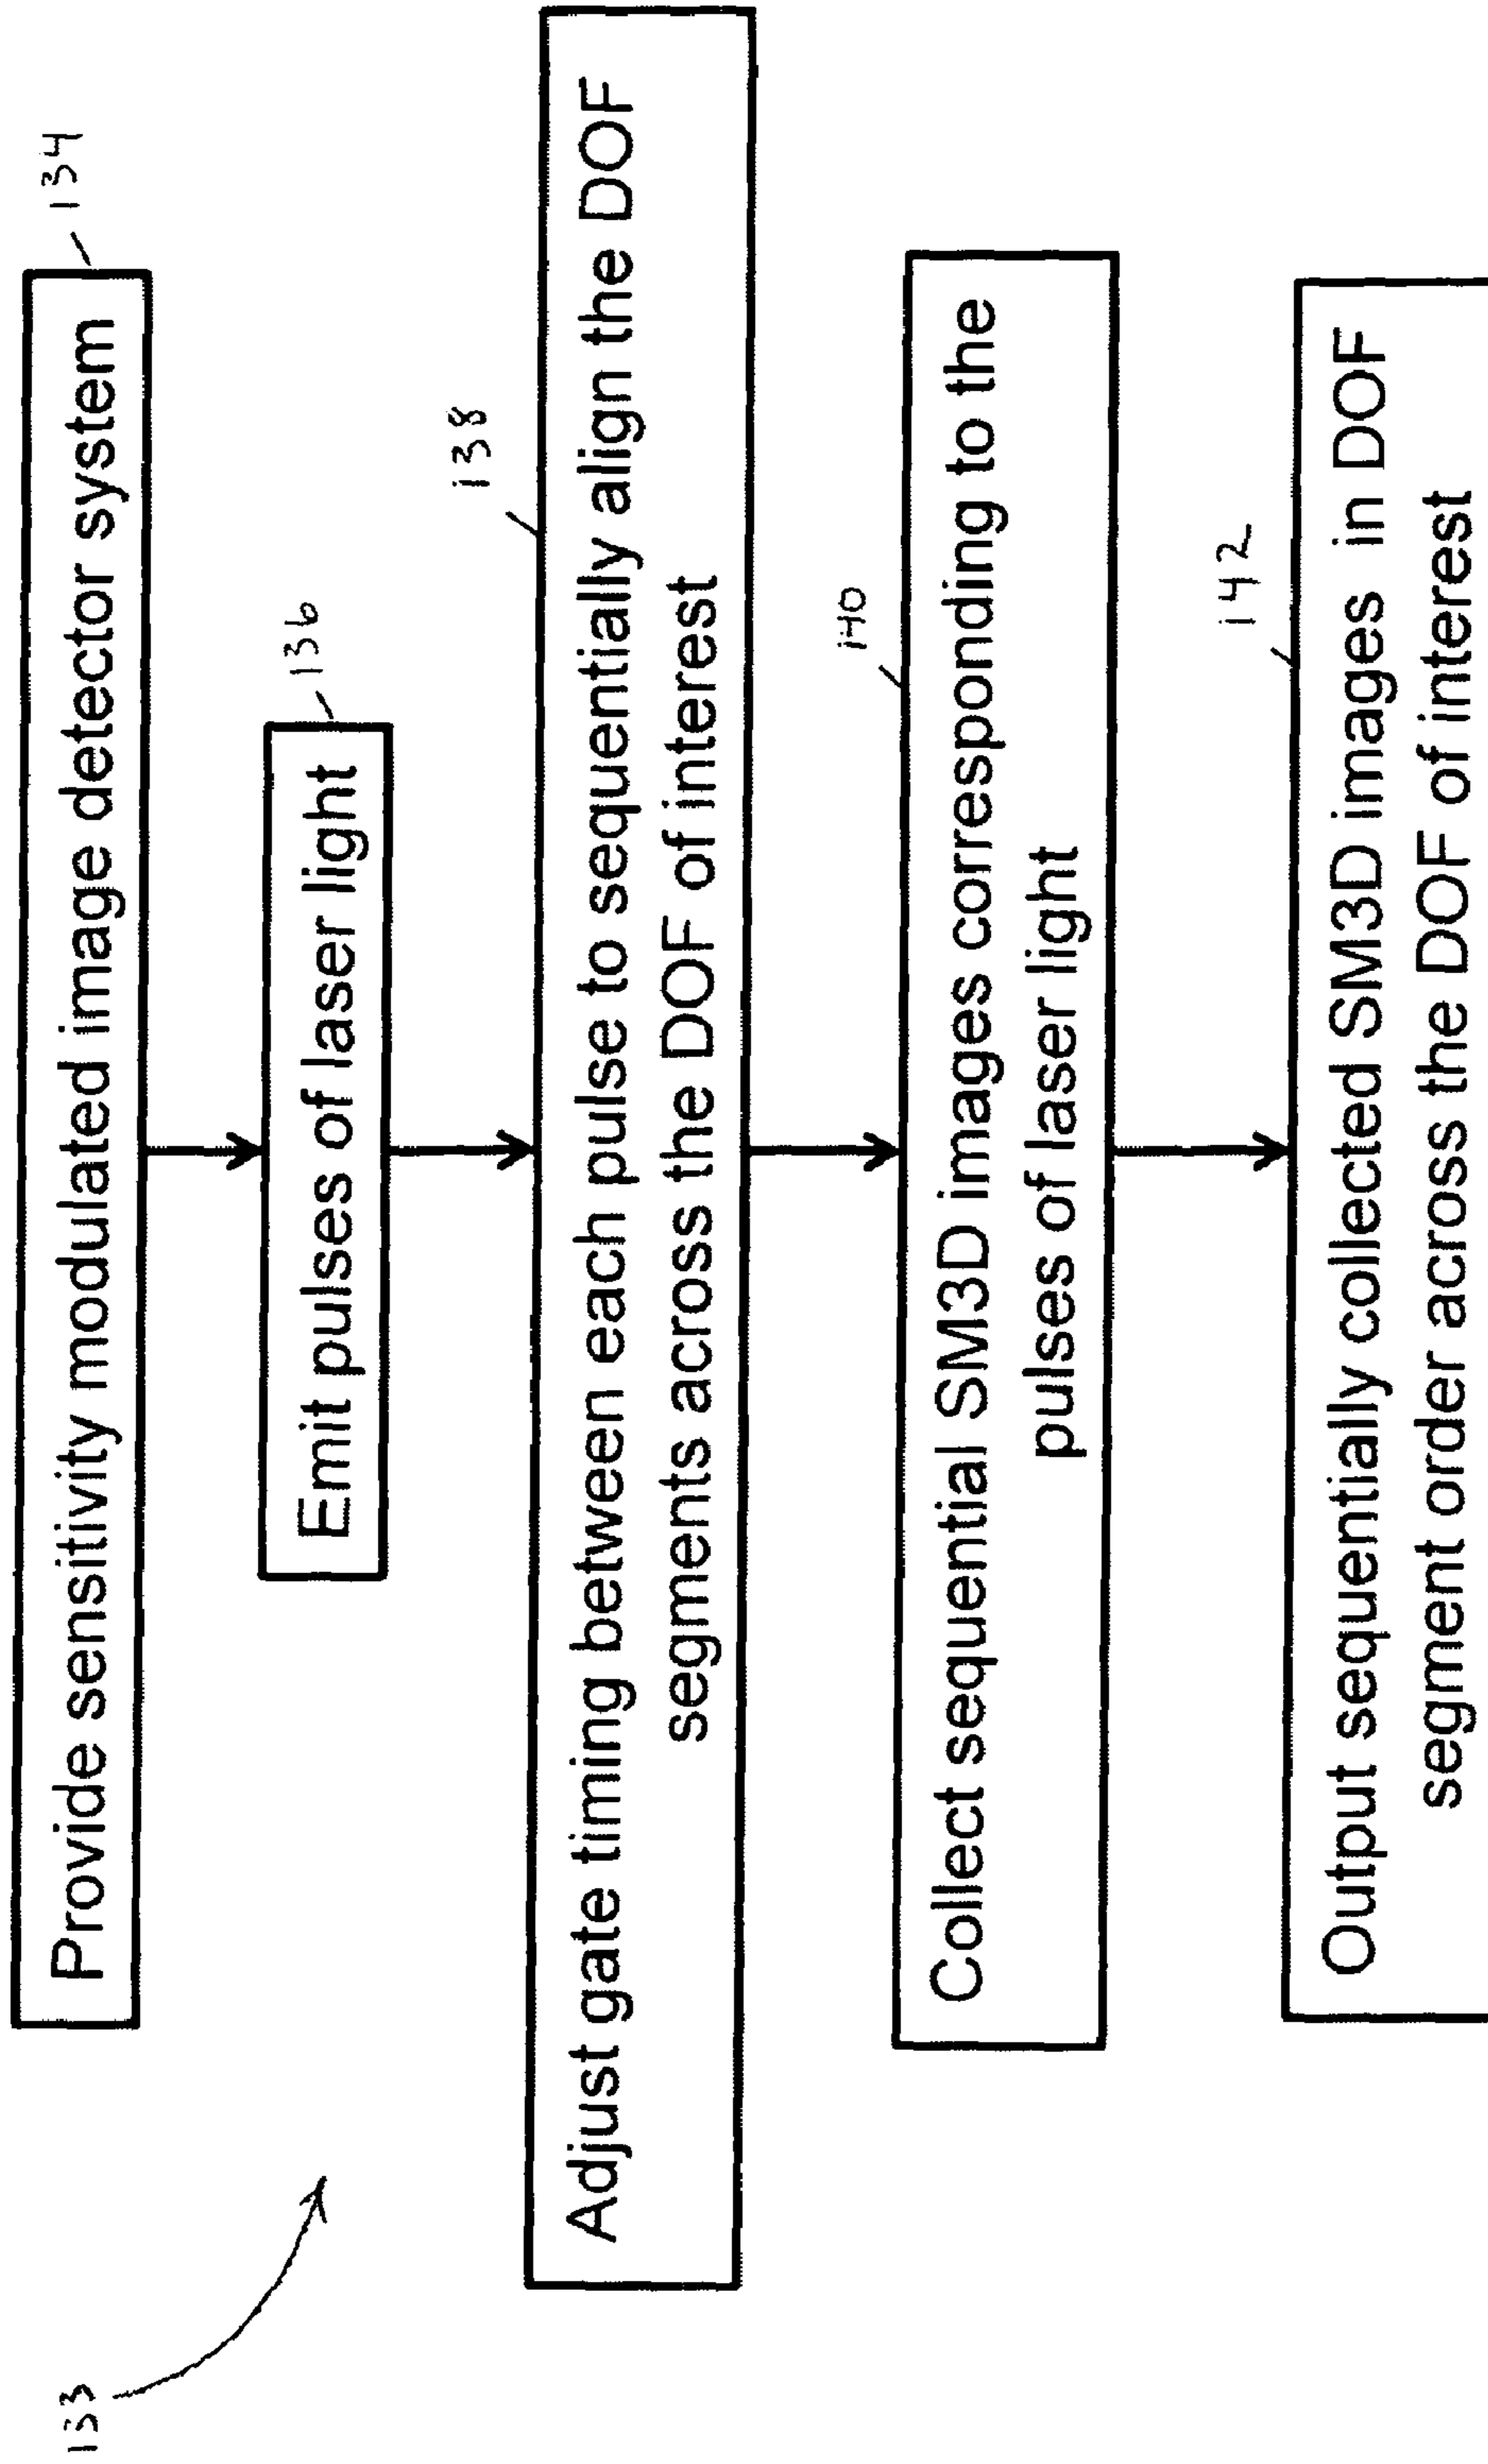 133
Provide sensitivity modulated image detector system
134
Emit pulses of laser light
136
138
Adjust gate timing between each pulse to sequentially align the DOF
segments across the DOF of interest
140
Collect sequential SM3D images corresponding to the
pulses of laser light
142
Output sequentially collected SM3D images in DOF
segment order across the DOF of interest